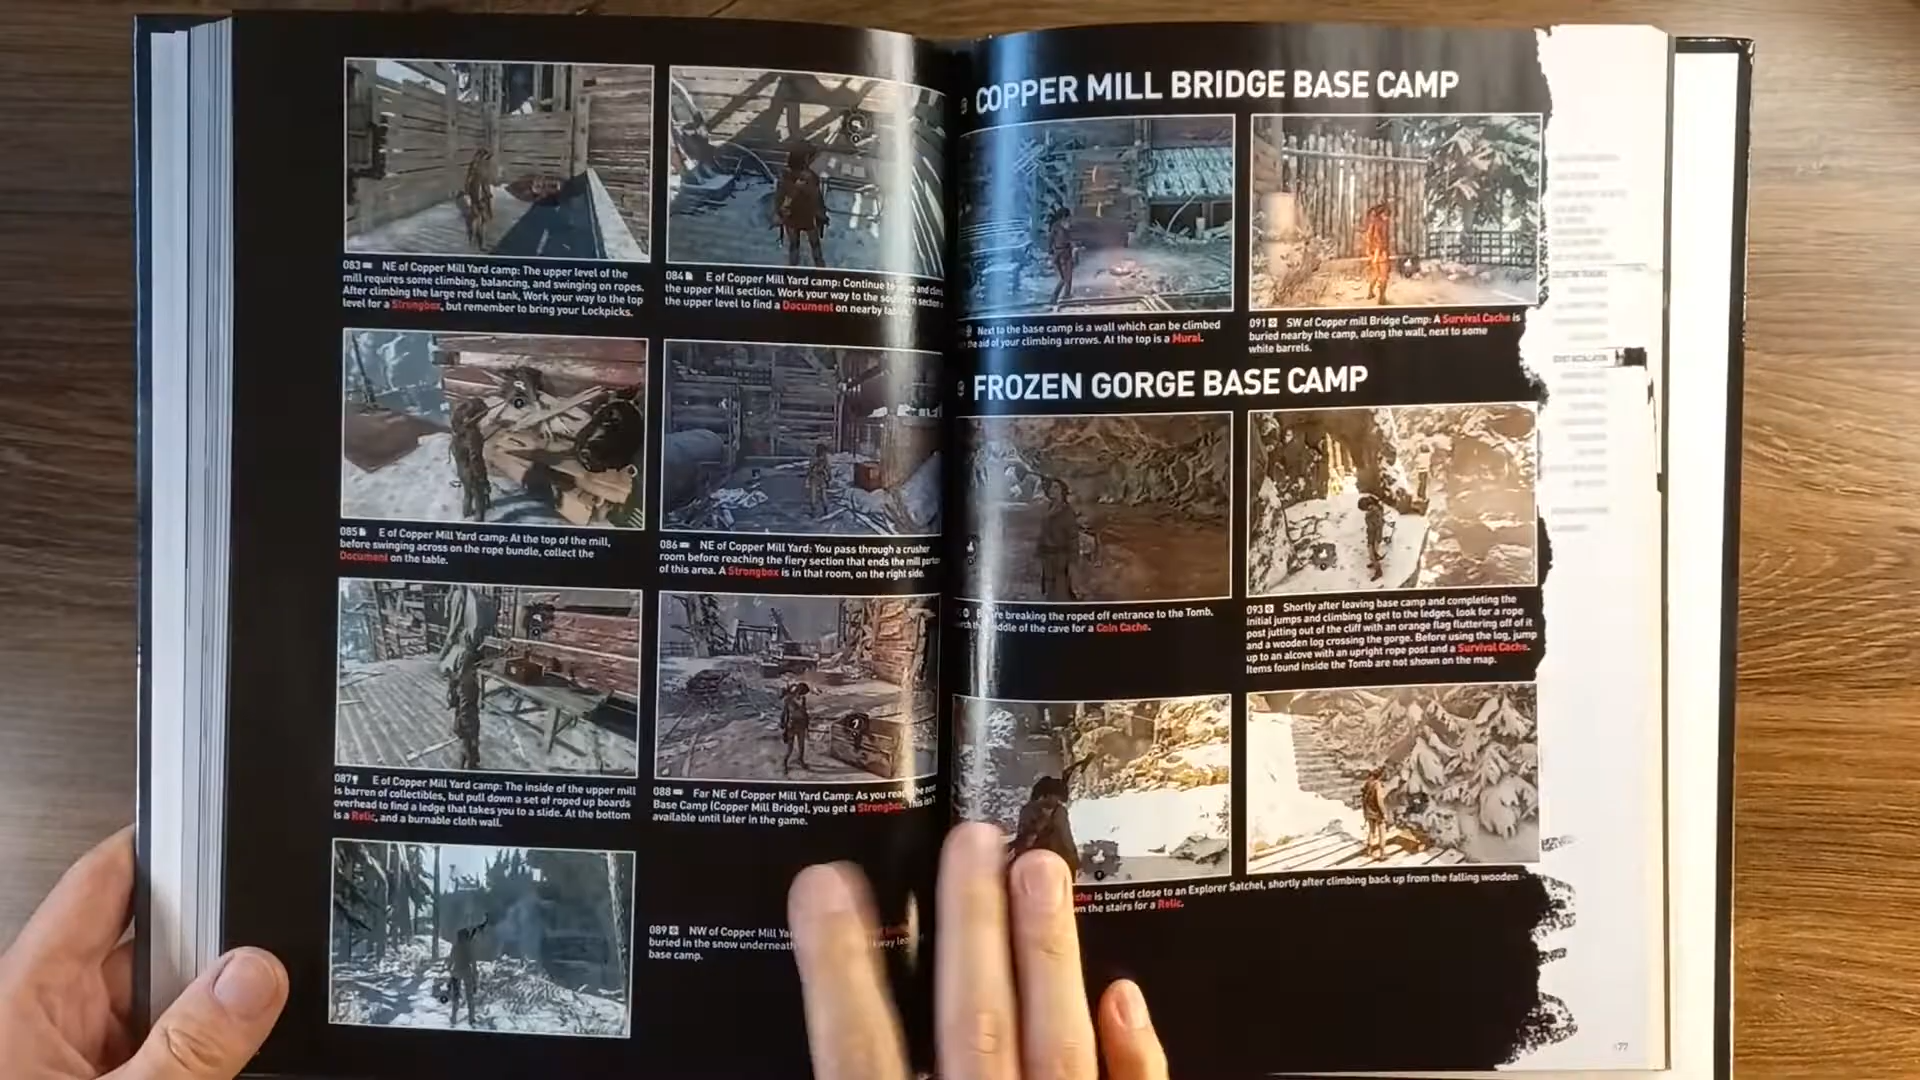 083 NE of Copper Mill Yard camp: The upper level of the
mill requires some climbing, balancing, and swinging on ropes.
After climbing the large red fuel tank, Work your way to the top
level for a Strongbox, but remember to bring your Lockpicks.
084 E of Copper Mill Yard camp: Continue to and climb
the upper Mill section. Work your way to the southern section
the upper level to find a Document on nearby
085 E of Copper Mill Yard camp: At the top of the mill,
before swinging across on the rope bundle, collect the
Document on the table.
086 NE of Copper Mill Yard: You pass through a crusher
room before reaching the fiery section that ends the mill
of this area. A Strongbox is in that room, on the right side.
087 E of Copper Mill Yard camp: The inside of the upper mill
is barren of collectibles, but pull down a set of roped up boards
overhead to find a ledge that takes you to a slide. At the bottom
is a Relic, and a burnable cloth wall.
088 Far NE of Copper Mill Yard Camp: As you the next
Base Camp (Copper Mill Bridge), you get a Strongbox. This isn't
available until later in the game.
089 NW of Copper Mill
buried in the snow underneath
base camp.
COPPER MILL BRIDGE BASE CAMP
Next to the base camp is a wall which can be climbed
the aid of your climbing arrows. At the top is a Mural.
091 SW of Copper mill Bridge Camp: A Survival Cache is
buried nearby the camp, along the wall, next to some
white barrels.
FROZEN GORGE BASE CAMP
breaking the roped off entrance to the Tomb,
middle of the cave for a Coin Cache.
093 Shortly after leaving base camp and completing the
initial jumps and climbing to get to the ledges, look for a rope
post jutting out of the cliff with an orange flag fluttering off of it
and a wooden log crossing the gorge. Before using the log, jump
up to an alcove with an upright rope post and a Survival Cache.
Items found inside the Tomb are not shown on the map.
is buried close to an Explorer Satchel, shortly after climbing back up from the falling wooden
the stairs for a Relic.